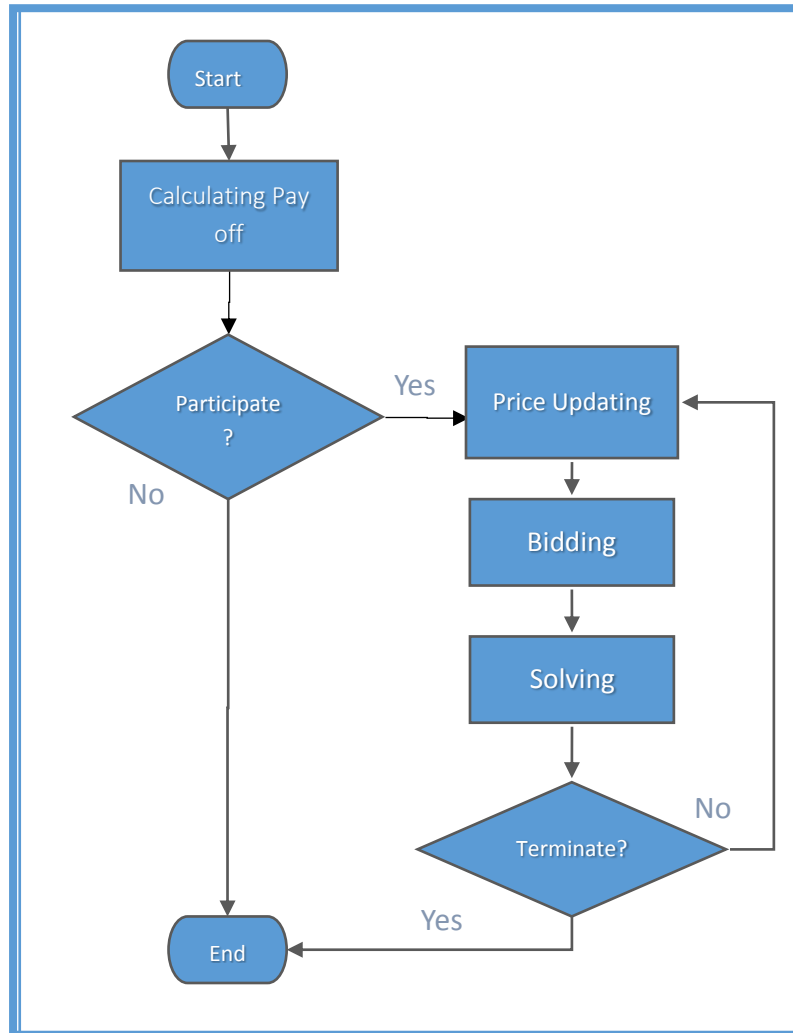 Start
Calculating Pay
off
Participate
?
Yes
No
Price Updating
Bidding
Solving
Terminate?
No
Yes
End